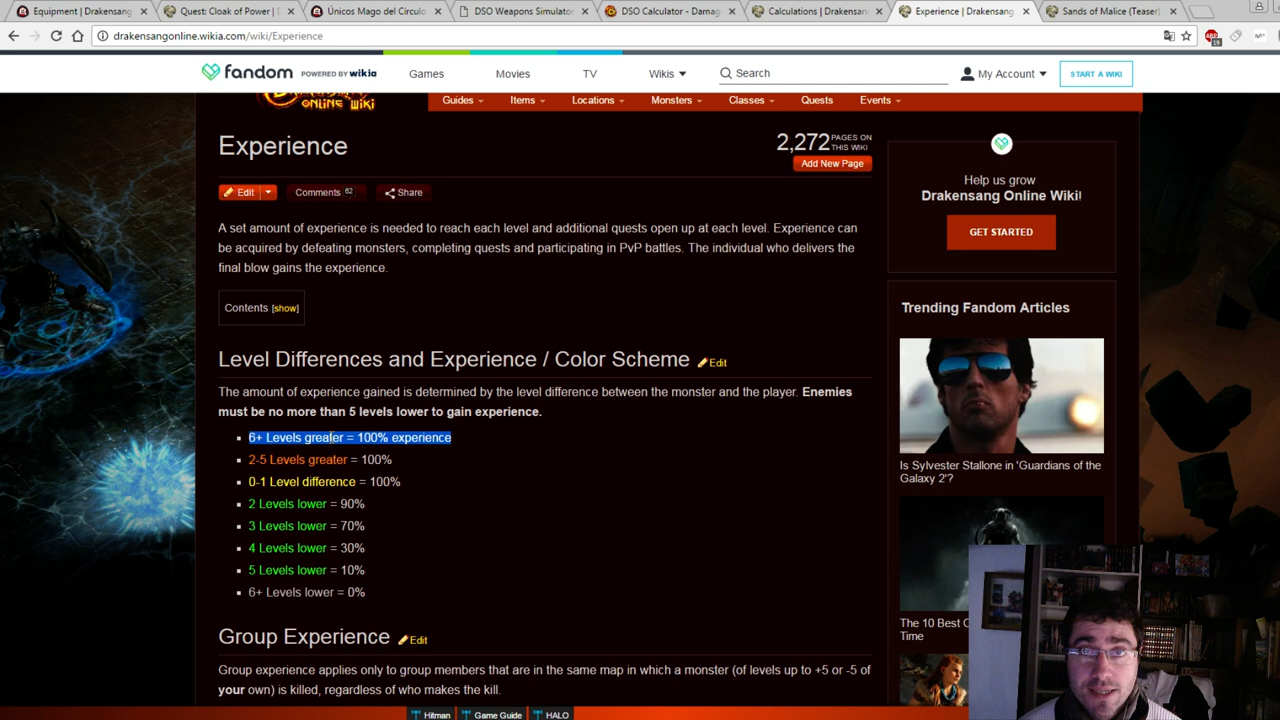 Equipment | Drakensang
Quest: Cloak of Power | D
Únicos Mago del Círculo
DSO Weapons Simulator
DSO Calculator - Damag
Calculations | Drakensan
Experience | Drakensang
Sands of Malice (Teaser)
drakensangonline.wikia.com/wiki/Experience
19
fandom POWERED BY wikia
Games
Movies
TV
Wikis
Search
My Account
START A WIKI
ONLINE WIKI
Guides
Items
Locations
Monsters
Classes
Quests
Events
Experience
2,272 PAGES ON THIS WIKI
Add New Page
Edit
Comments 62
Share
A set amount of experience is needed to reach each level and additional quests open up at each level. Experience can
be acquired by defeating monsters, completing quests and participating in PvP battles. The individual who delivers the
final blow gains the experience.
Contents [show]
Level Differences and Experience / Color Scheme Edit
The amount of experience gained is determined by the level difference between the monster and the player. Enemies
must be no more than 5 levels lower to gain experience.
6+ Levels greater = 100% experience
2-5 Levels greater = 100%
0-1 Level difference = 100%
2 Levels lower = 90%
3 Levels lower = 70%
4 Levels lower = 30%
5 Levels lower = 10%
6+ Levels lower = 0%
Group Experience Edit
Group experience applies only to group members that are in the same map in which a monster (of levels up to +5 or -5 of
your own) is killed, regardless of who makes the kill.
Help us grow
Drakensang Online Wiki!
GET STARTED
Trending Fandom Articles
Is Sylvester Stallone in 'Guardians of the
Galaxy 2'?
The 10 Best
Time
Hitman
Game Guide
HALO